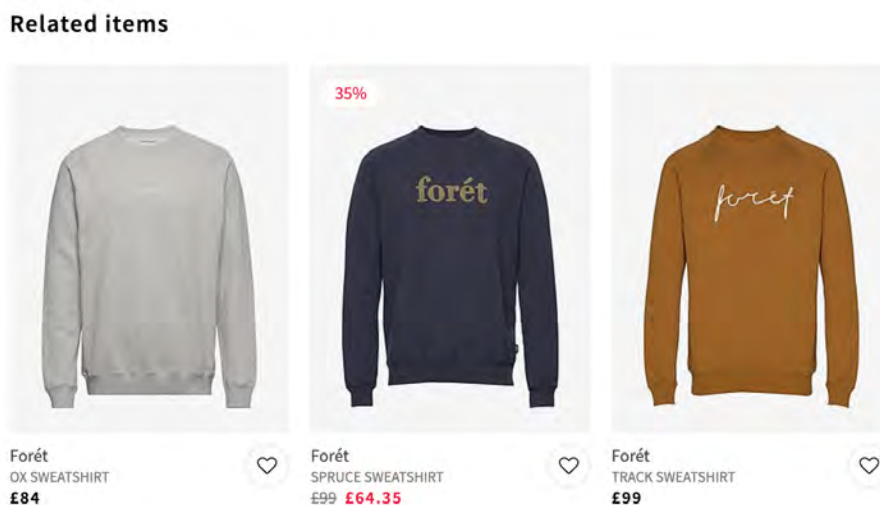 Related items
35%
forét
forét
Forét
OX SWEATSHIRT
£84
Forét
SPRUCE SWEATSHIRT
£99 £64.35
Forét
TRACK SWEATSHIRT
£99